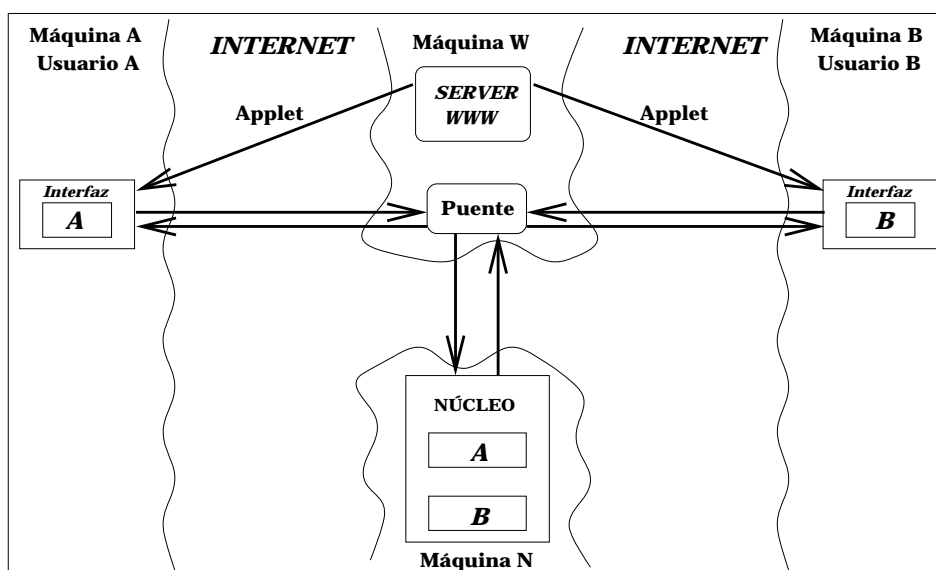 Máquina A
Usuario A
INTERNET
Máquina W
INTERNET
Máquina B
Usuario B
SERVER
WWW
Applet
Applet
Interfaz
A
Puente
Interfaz
B
NÚCLEO
A
B
Máquina N